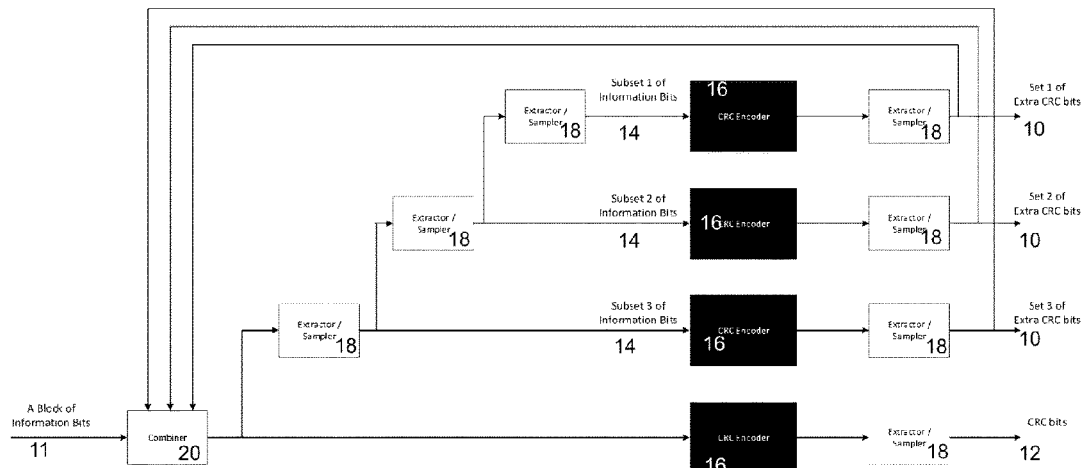 Subset 1 of
Information Bits
14
16
CRC Encoder
Extractor /
Sampler
18
Extractor /
Sampler
18
Set 1 of
Extra CRC bits
10
Extractor /
Sampler
18
Subset 2 of
Information Bits
14
16
CRC Encoder
Extractor /
Sampler
18
Set 2 of
Extra CRC bits
10
Extractor /
Sampler
18
Subset 3 of
Information Bits
14
CRC Encoder
16
Extractor /
Sampler
18
Set 3 of
Extra CRC bits
10
A Block of
Information Bits
11
Combiner
20
CRC Encoder
16
Extractor /
Sampler
18
CRC bits
12